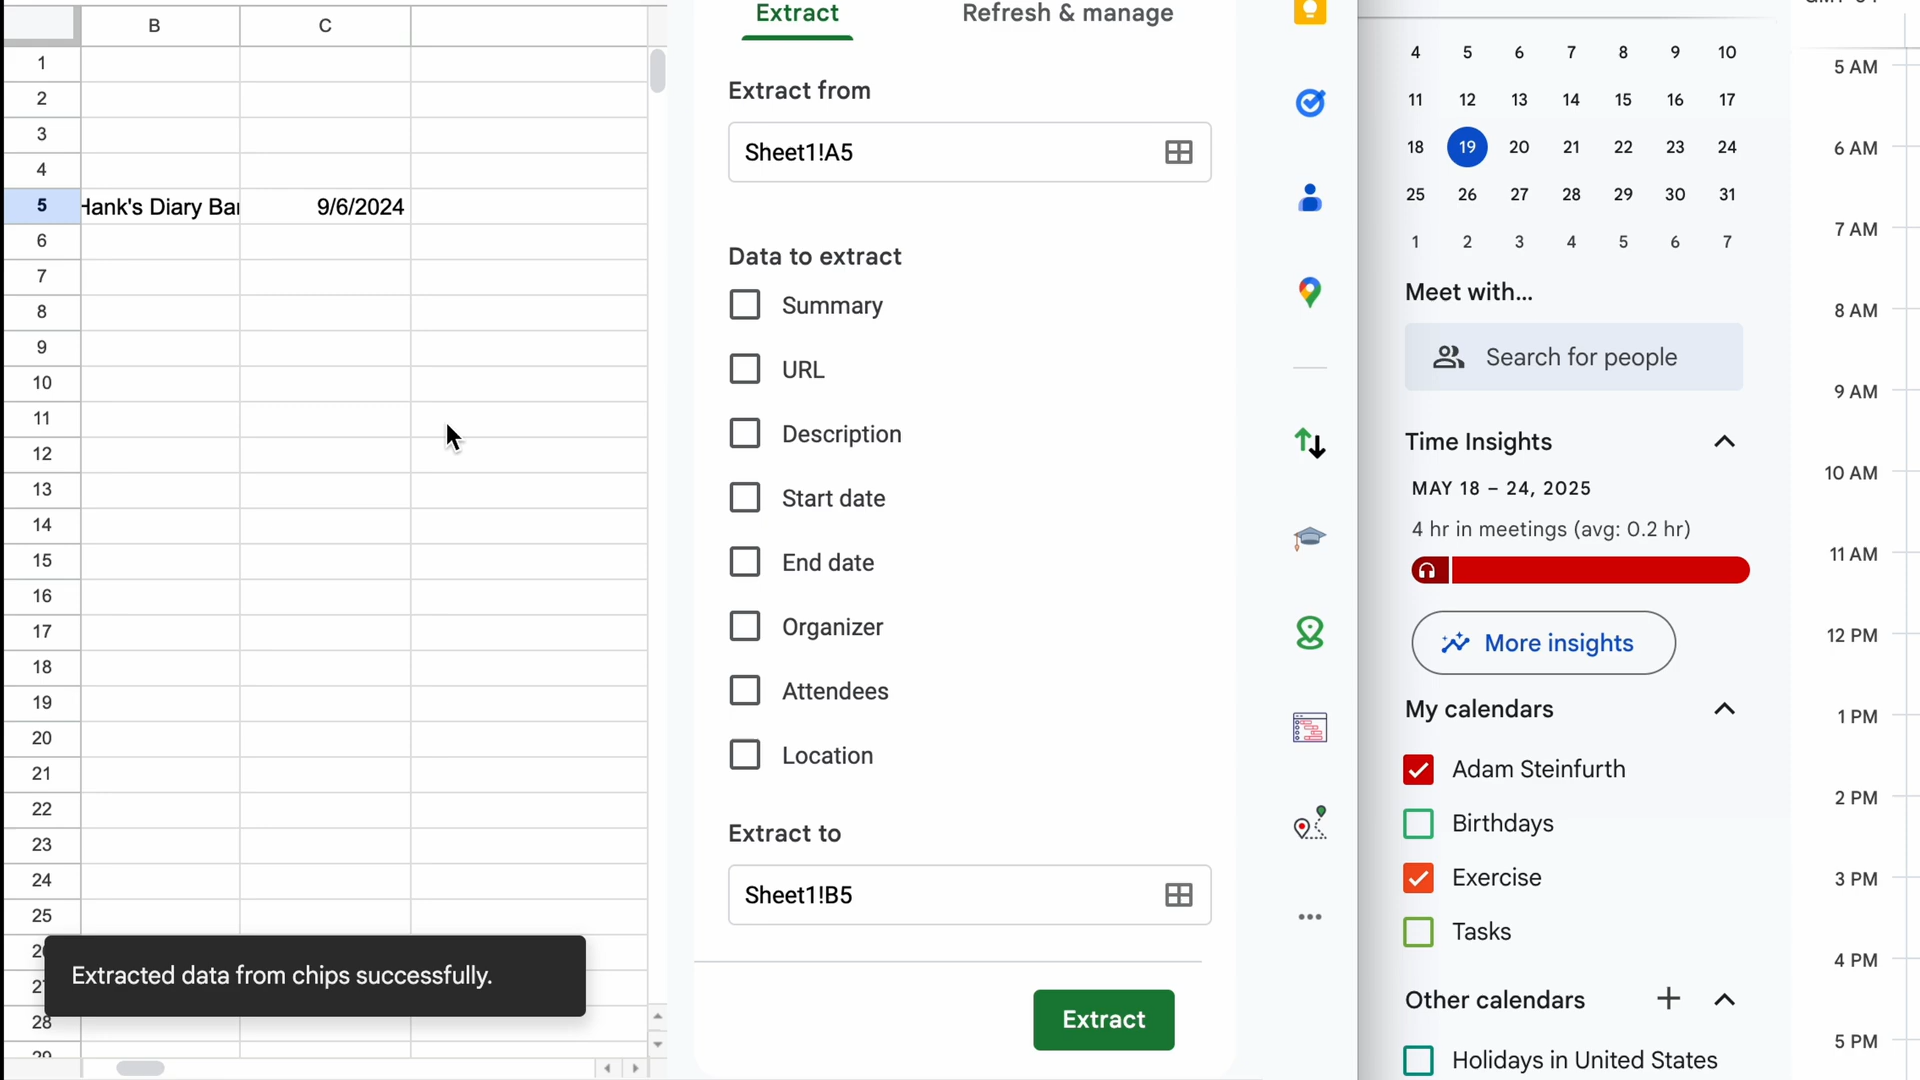 B
C
1
2
3
4
5
Hank's Diary Bar
9/6/2024
6
7
8
9
10
11
12
13
14
15
16
17
18
19
20
21
22
23
24
25
Extracted data from chips successfully.
28
29
Extract
Refresh & manage
Extract from
Sheet1!A5
Data to extract
Summary
URL
Description
Start date
End date
Organizer
Attendees
Location
Extract to
Sheet1!B5
Extract
4 5 6 7 8 9 10
11 12 13 14 15 16 17
18 19 20 21 22 23 24
25 26 27 28 29 30 31
1 2 3 4 5 6 7
Meet with...
Search for people
Time Insights
MAY 18 – 24, 2025
4 hr in meetings (avg: 0.2 hr)
More insights
My calendars
Adam Steinfurth
Birthdays
Exercise
Tasks
Other calendars
Holidays in United States
5 AM
6 AM
7 AM
8 AM
9 AM
10 AM
11 AM
12 PM
1 PM
2 PM
3 PM
4 PM
5 PM